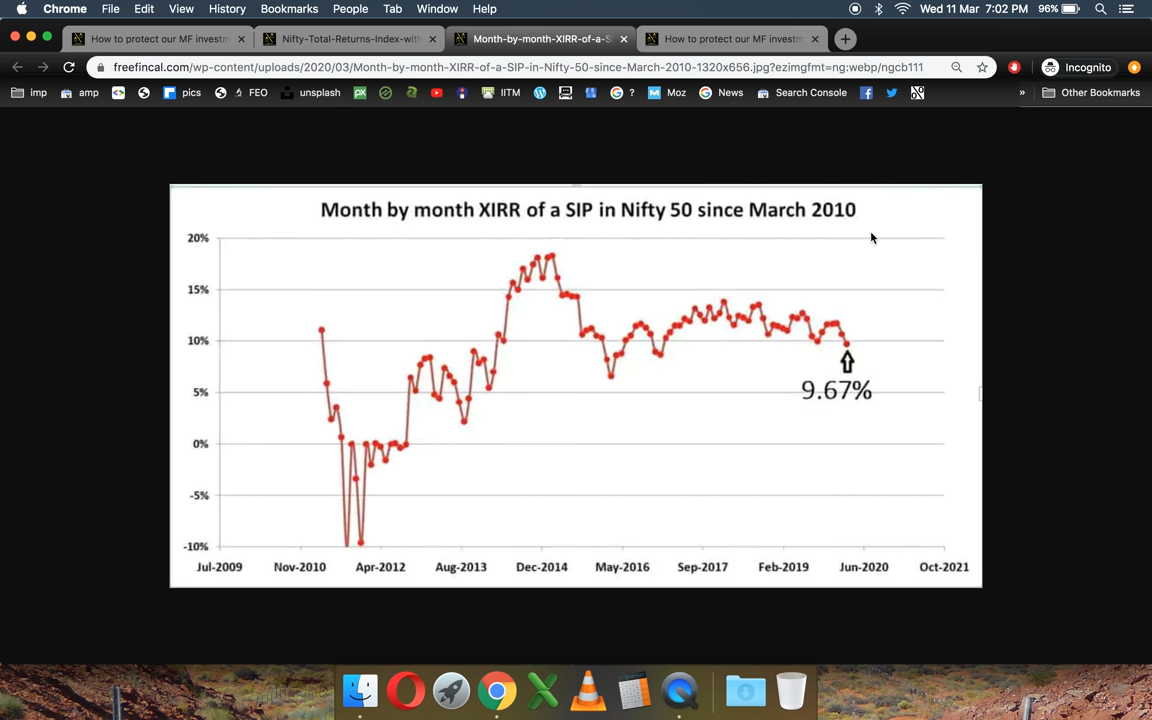 Chrome File Edit View History Bookmarks People Tab Window Help Wed 11 Mar 7:02 PM 96%
How to protect our MF investm Nifty-Total-Returns-Index-wit Month-by-month-XIRR-of-a-S How to protect our MF investm
freefincal.com/wp-content/uploads/2020/03/Month-by-month-XIRR-of-a-SIP-in-Nifty-50-since-March-2010-1320x656.jpg?ezimgfmt=ng:webp/ngcb111 Incognito
imp amp pics FEO unsplash px IITM ? Moz News Search Console » Other Bookmarks
Month by month XIRR of a SIP in Nifty 50 since March 2010
20%
15%
10%
9.67%
5%
0%
-5%
-10%
Jul-2009 Nov-2010 Apr-2012 Aug-2013 Dec-2014 May-2016 Sep-2017 Feb-2019 Jun-2020 Oct-2021